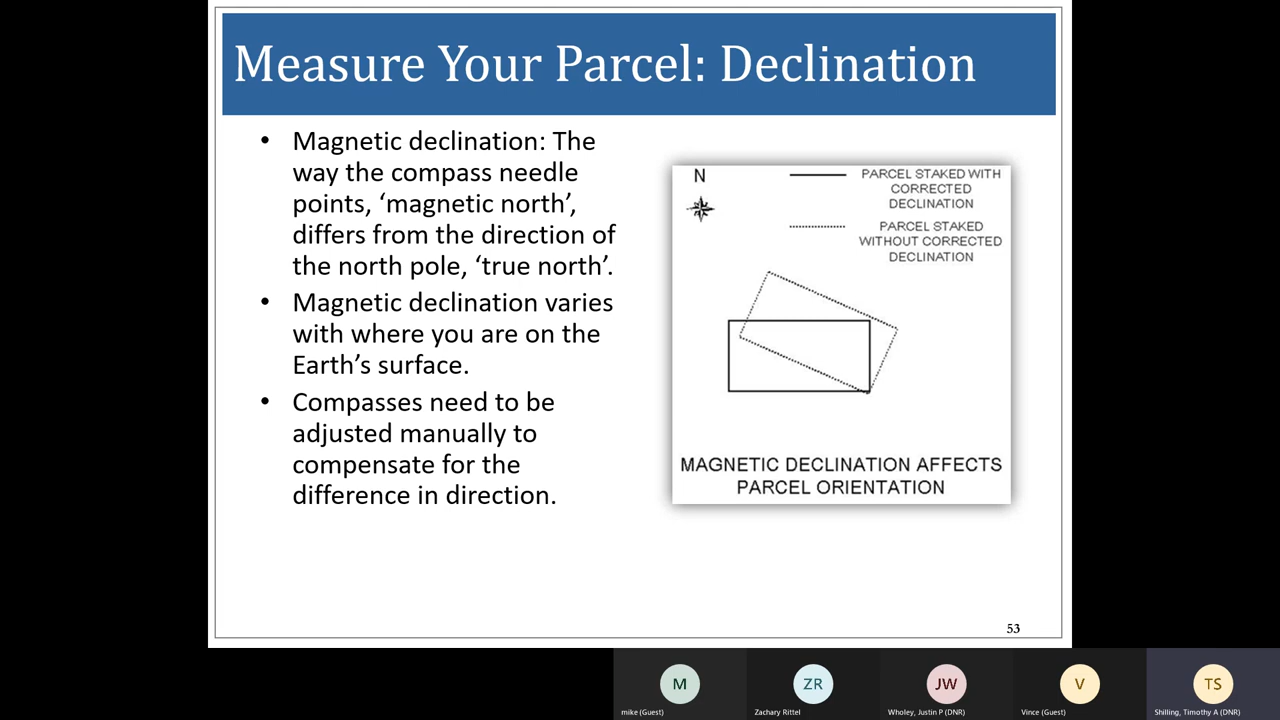 Measure Your Parcel: Declination
• Magnetic declination: The
way the compass needle
points, ‘magnetic north’,
differs from the direction of
the north pole, ‘true north’.
• Magnetic declination varies
with where you are on the
Earth’s surface.
• Compasses need to be
adjusted manually to
compensate for the
difference in direction.
N
PARCEL STAKED WITH
CORRECTED
DECLINATION
PARCEL STAKED
WITHOUT CORRECTED
DECLINATION
MAGNETIC DECLINATION AFFECTS
PARCEL ORIENTATION
53
M
mike (Guest)
ZR
Zachary Rittel
JW
Wholey, Justin P (DNR)
V
Vince (Guest)
TS
Shilling, Timothy A (DNR)